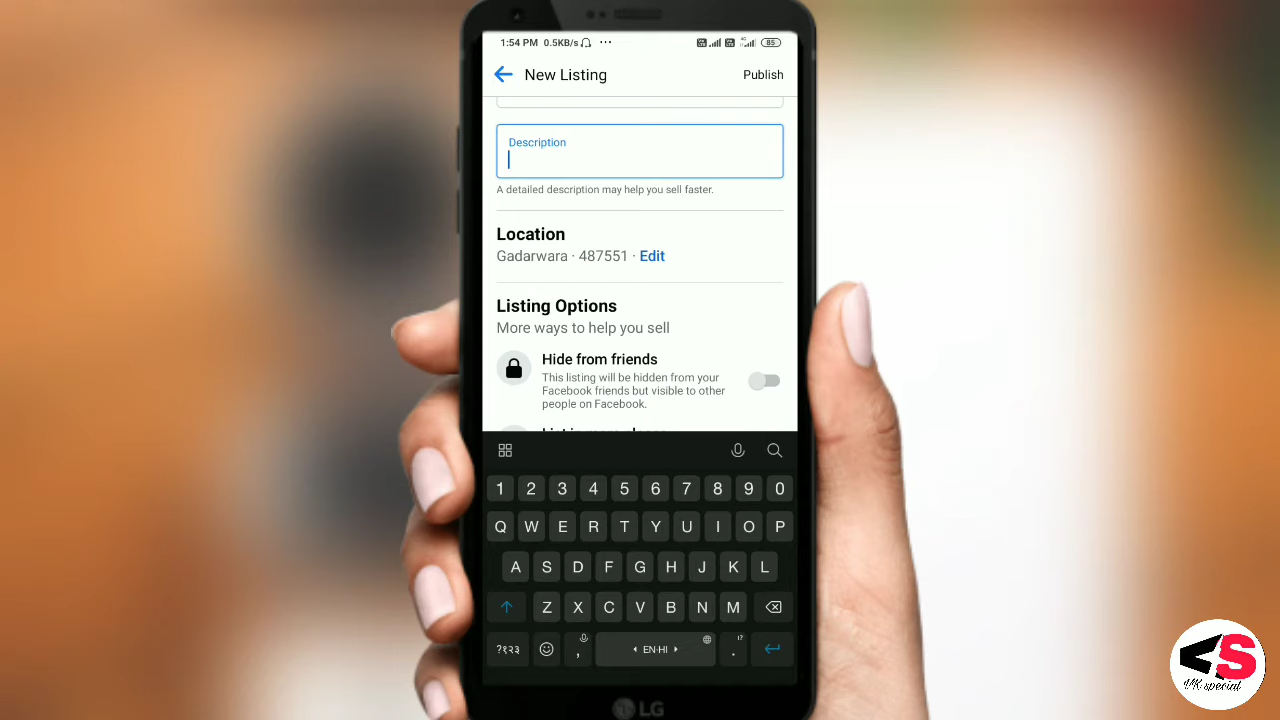 1:54 PM 0.5KB/s ... 4G 85
New Listing Publish
Description
A detailed description may help you sell faster.
Location
Gadarwara · 487551 · Edit
Listing Options
More ways to help you sell
Hide from friends
This listing will be hidden from your
Facebook friends but visible to other
people on Facebook.
1 2 3 4 5 6 7 8 9 0
Q W E R T Y U I O P
A S D F G H J K L
Z X C V B N M
?१२३ , EN-HI . !?
LG
S
MK special